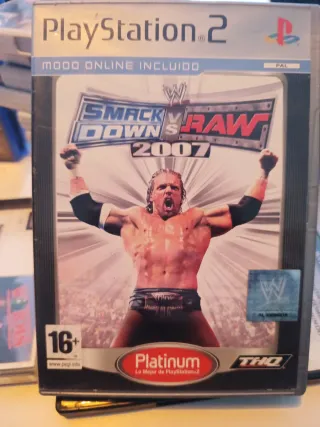 PlayStation®2
MODO ONLINE INCLUIDO
PAL
W
SMACK
DOWN VS RAW
2007
16+
www.pegi.info
Platinum
Lo Mejor de PlayStation®2
THQ